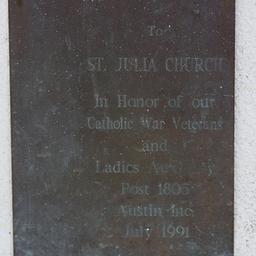 To
ST. JULIA CHURCH
In Honor of our
Catholic War Veterans
and
Ladies Auxiliary
Post 1805
Austin Inc
July 1991